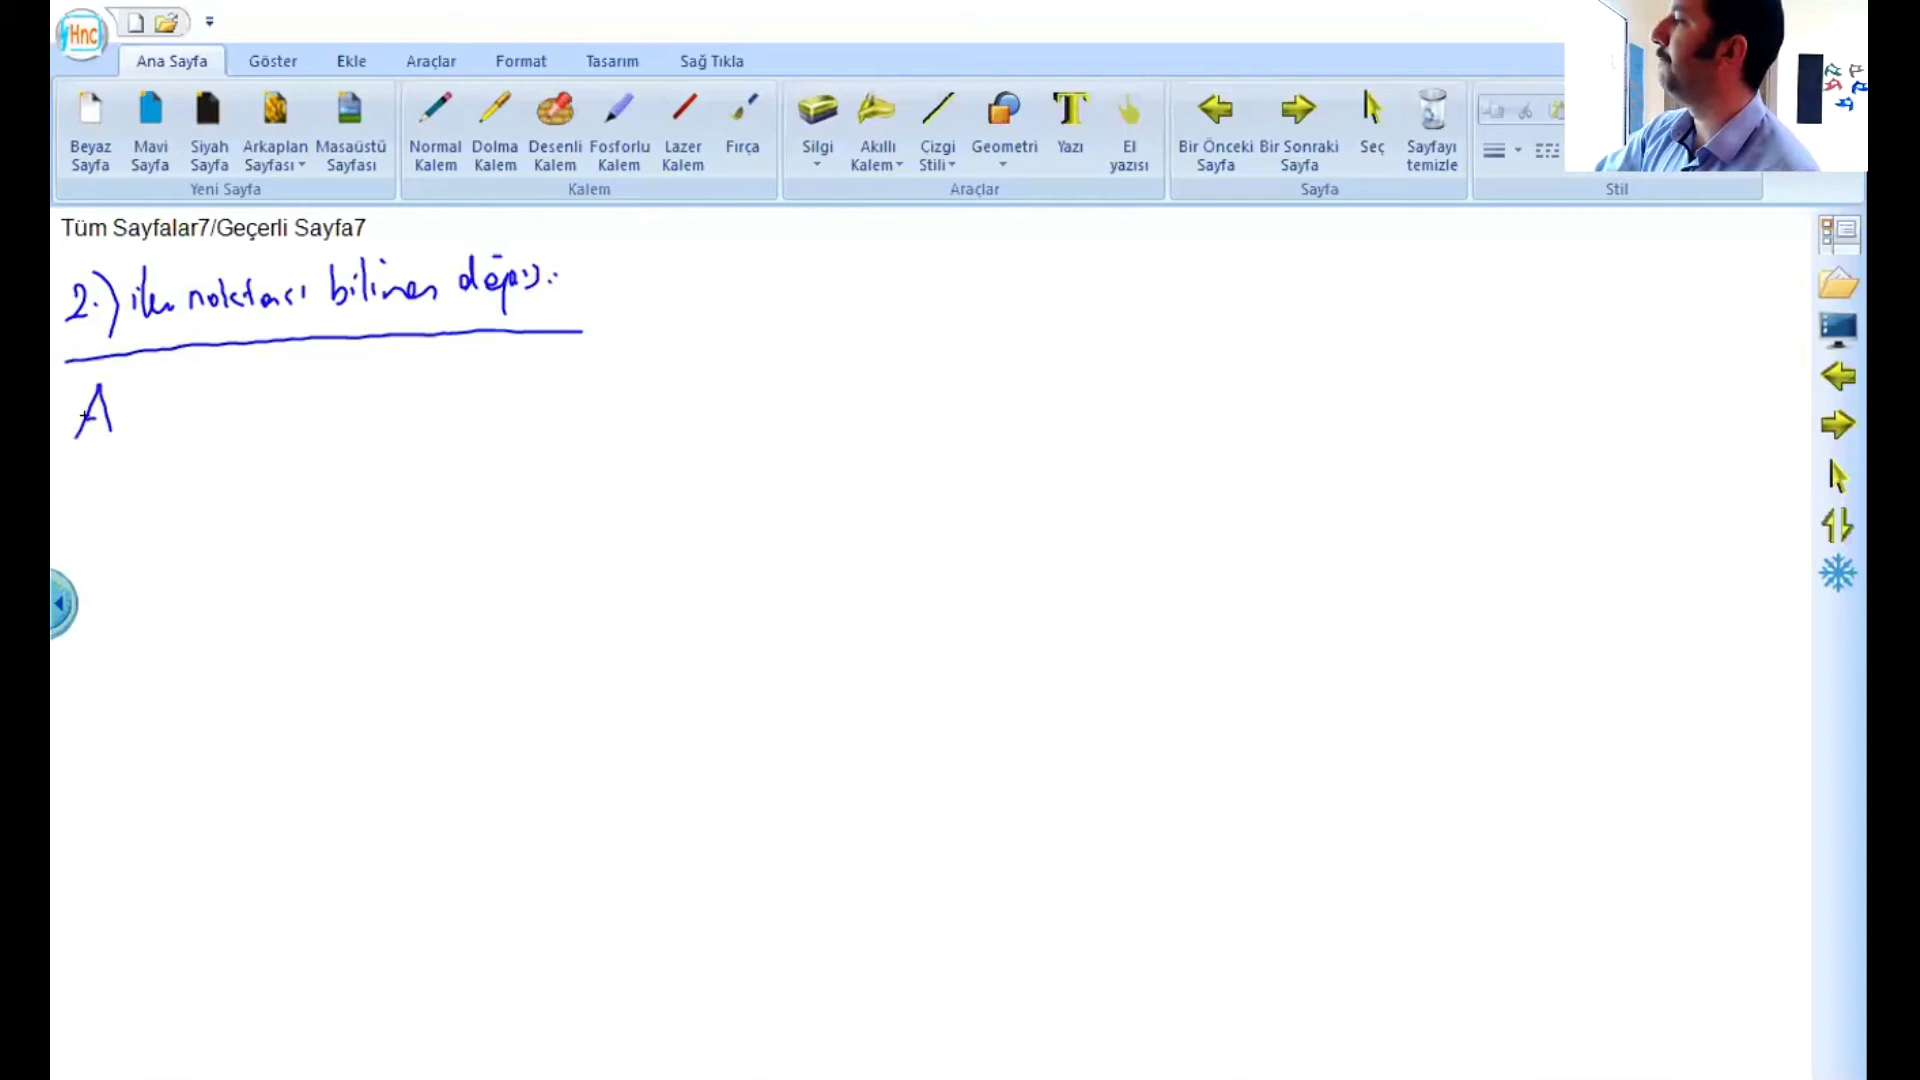 Hnc
Ana Sayfa Göster Ekle Araçlar Format Tasarım Sağ Tıkla
Beyaz Sayfa
Mavi Sayfa
Siyah Sayfa
Arkaplan Sayfası
Masaüstü Sayfası
Yeni Sayfa
Normal Kalem
Dolma Kalem
Desenli Kalem
Fosforlu Kalem
Lazer Kalem
Fırça
Kalem
Silgi
Akıllı Kalem
Çizgi Stili
Geometri
Yazı
El yazısı
Araçlar
Bir Önceki Sayfa
Bir Sonraki Sayfa
Seç
Sayfayı temizle
Sayfa
Stil
Tüm Sayfalar7/Geçerli Sayfa7
2.) noktası bilinen
A